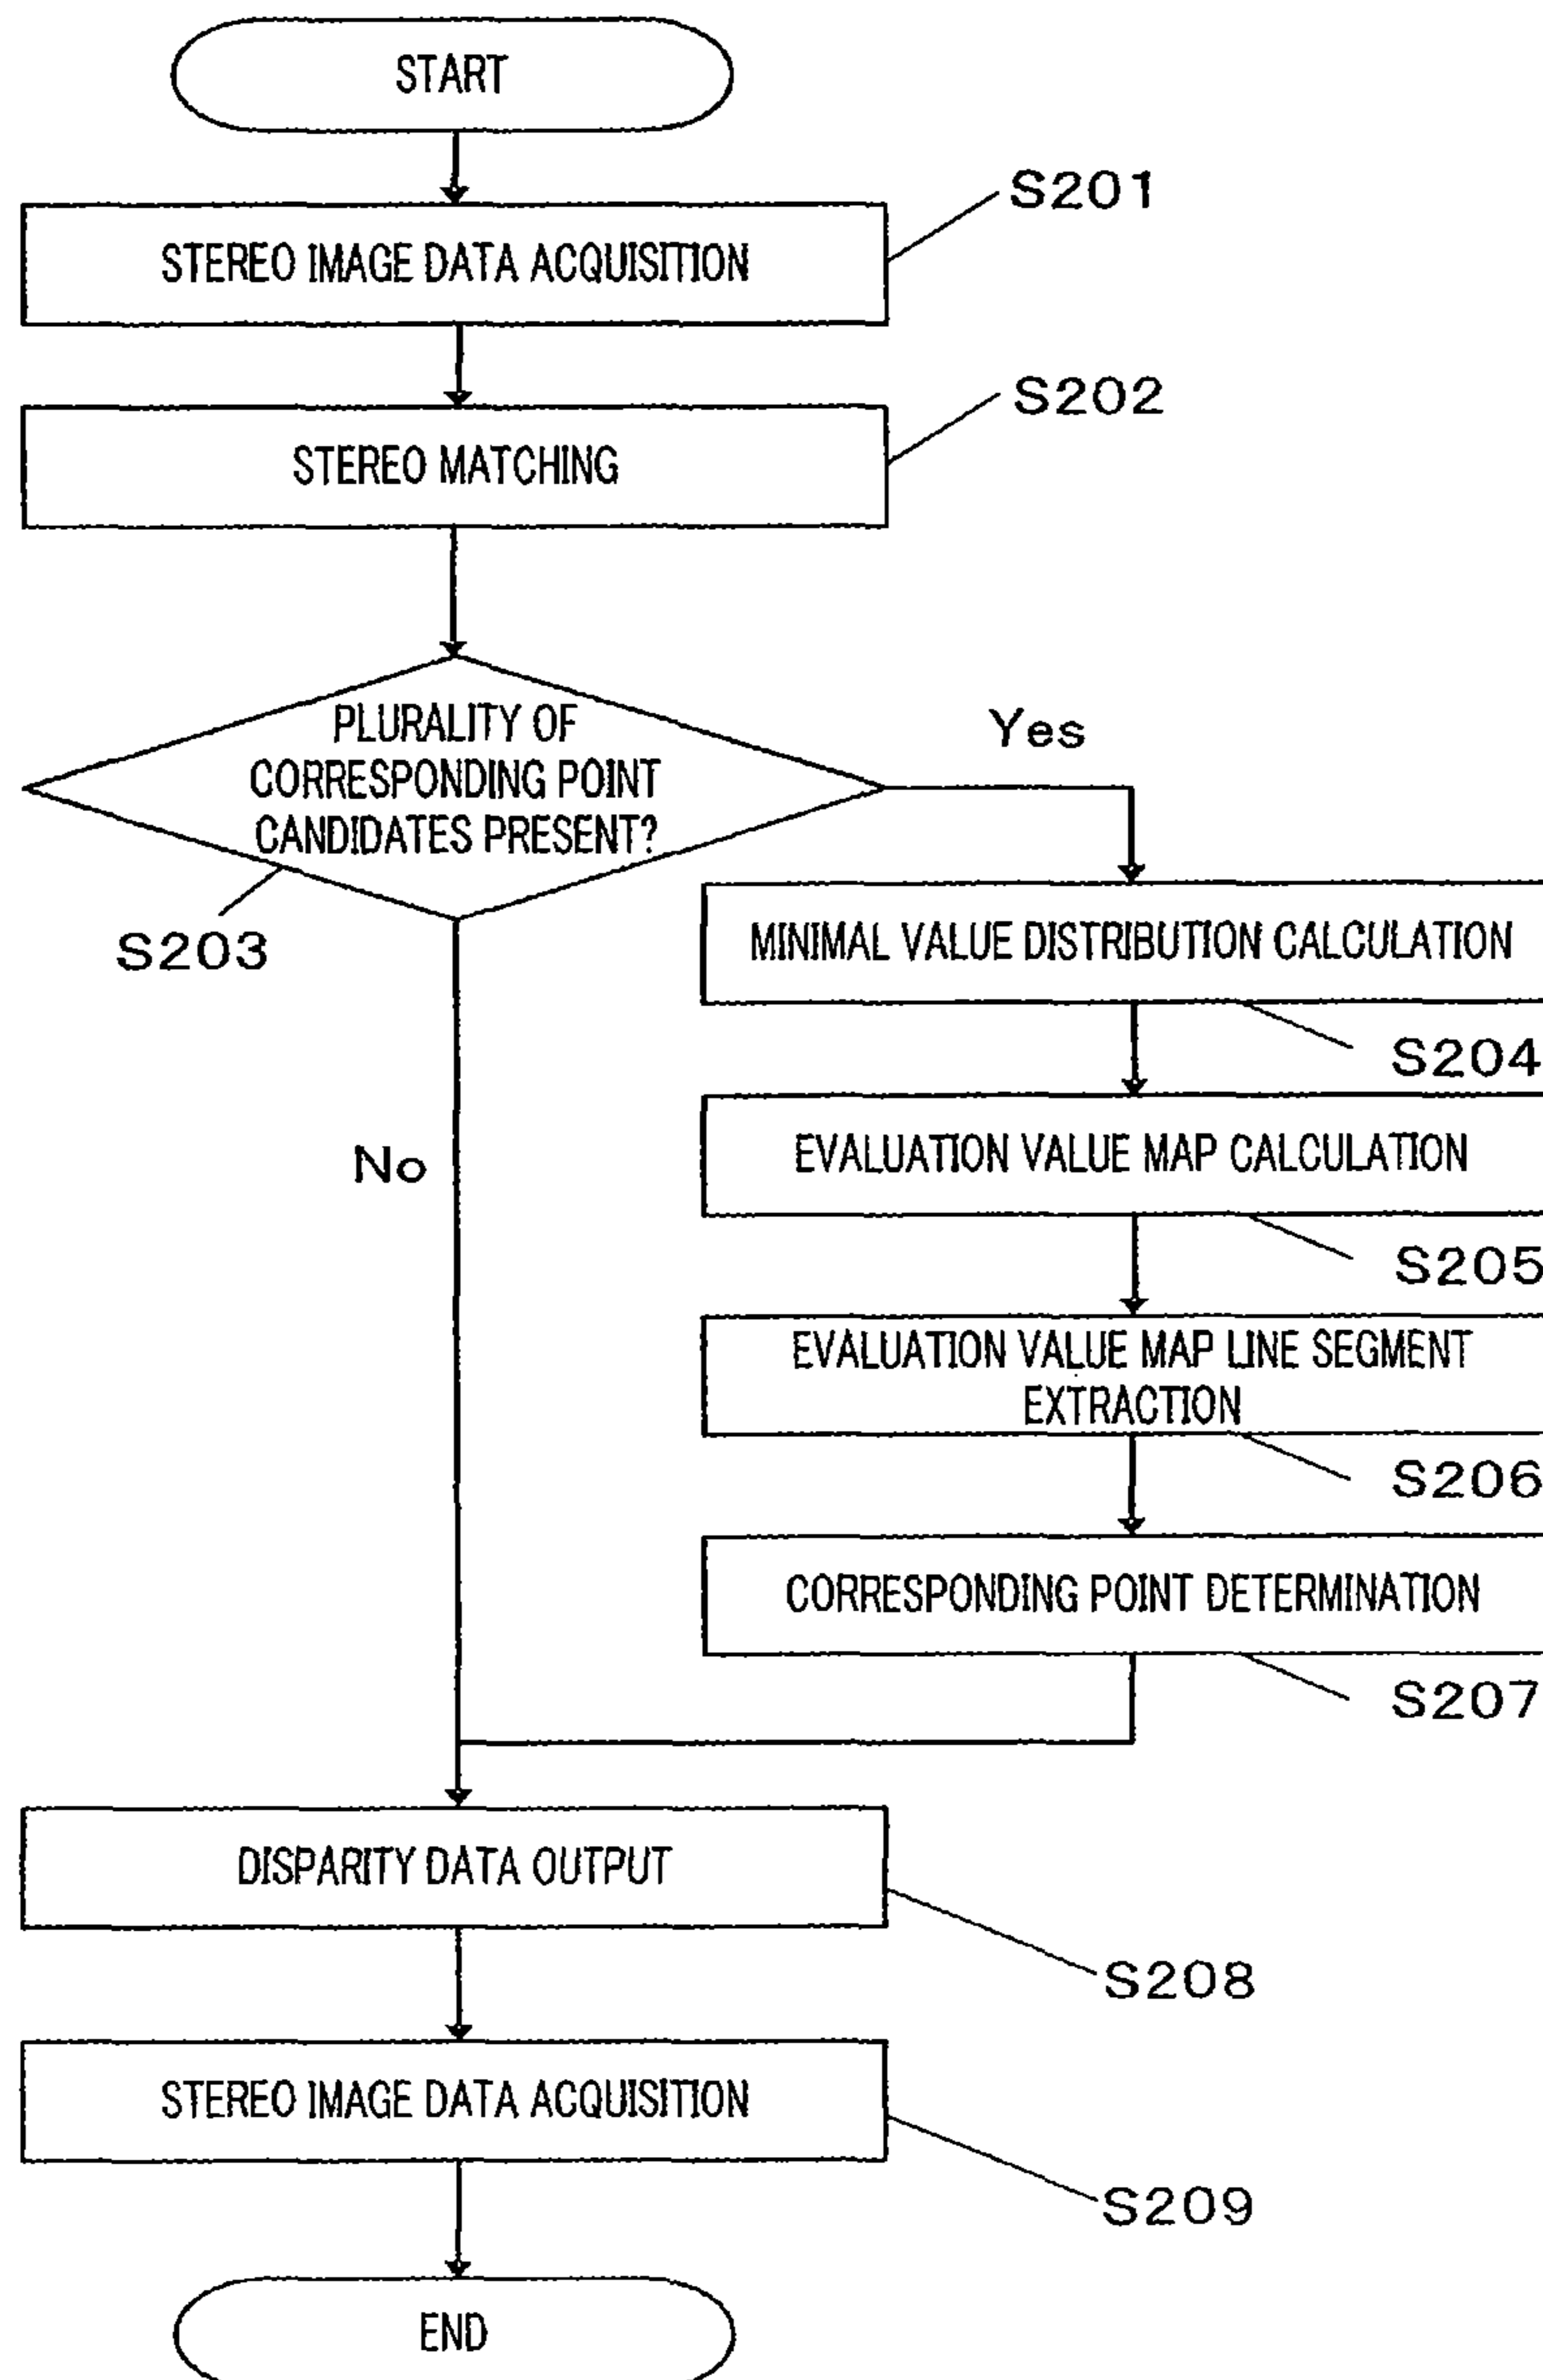 START
S201
STEREO IMAGE DATA ACQUISITION
S202
STEREO MATCHING
PLURALITY OF
CORRESPONDING POINT
CANDIDATES PRESENT?
Yes
S203
MINIMAL VALUE DISTRIBUTION CALCULATION
S204
EVALUATION VALUE MAP CALCULATION
No
S205
EVALUATION VALUE MAP LINE SEGMENT
EXTRACTION
S206
CORRESPONDING POINT DETERMINATION
S207
DISPARITY DATA OUTPUT
S208
STEREO IMAGE DATA ACQUISITION
S209
END